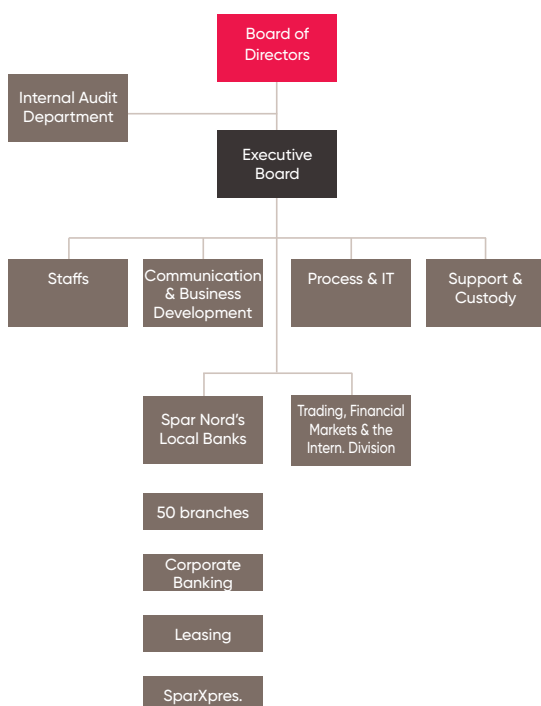 Board of
Directors
Internal Audit
Department
Executive
Board
Staffs
Communication
& Business
Development
Process & IT
Support &
Custody
Spar Nord's
Local Banks
Trading, Financial
Markets & the
Intern. Division
50 branches
Corporate
Banking
Leasing
SparXpres.